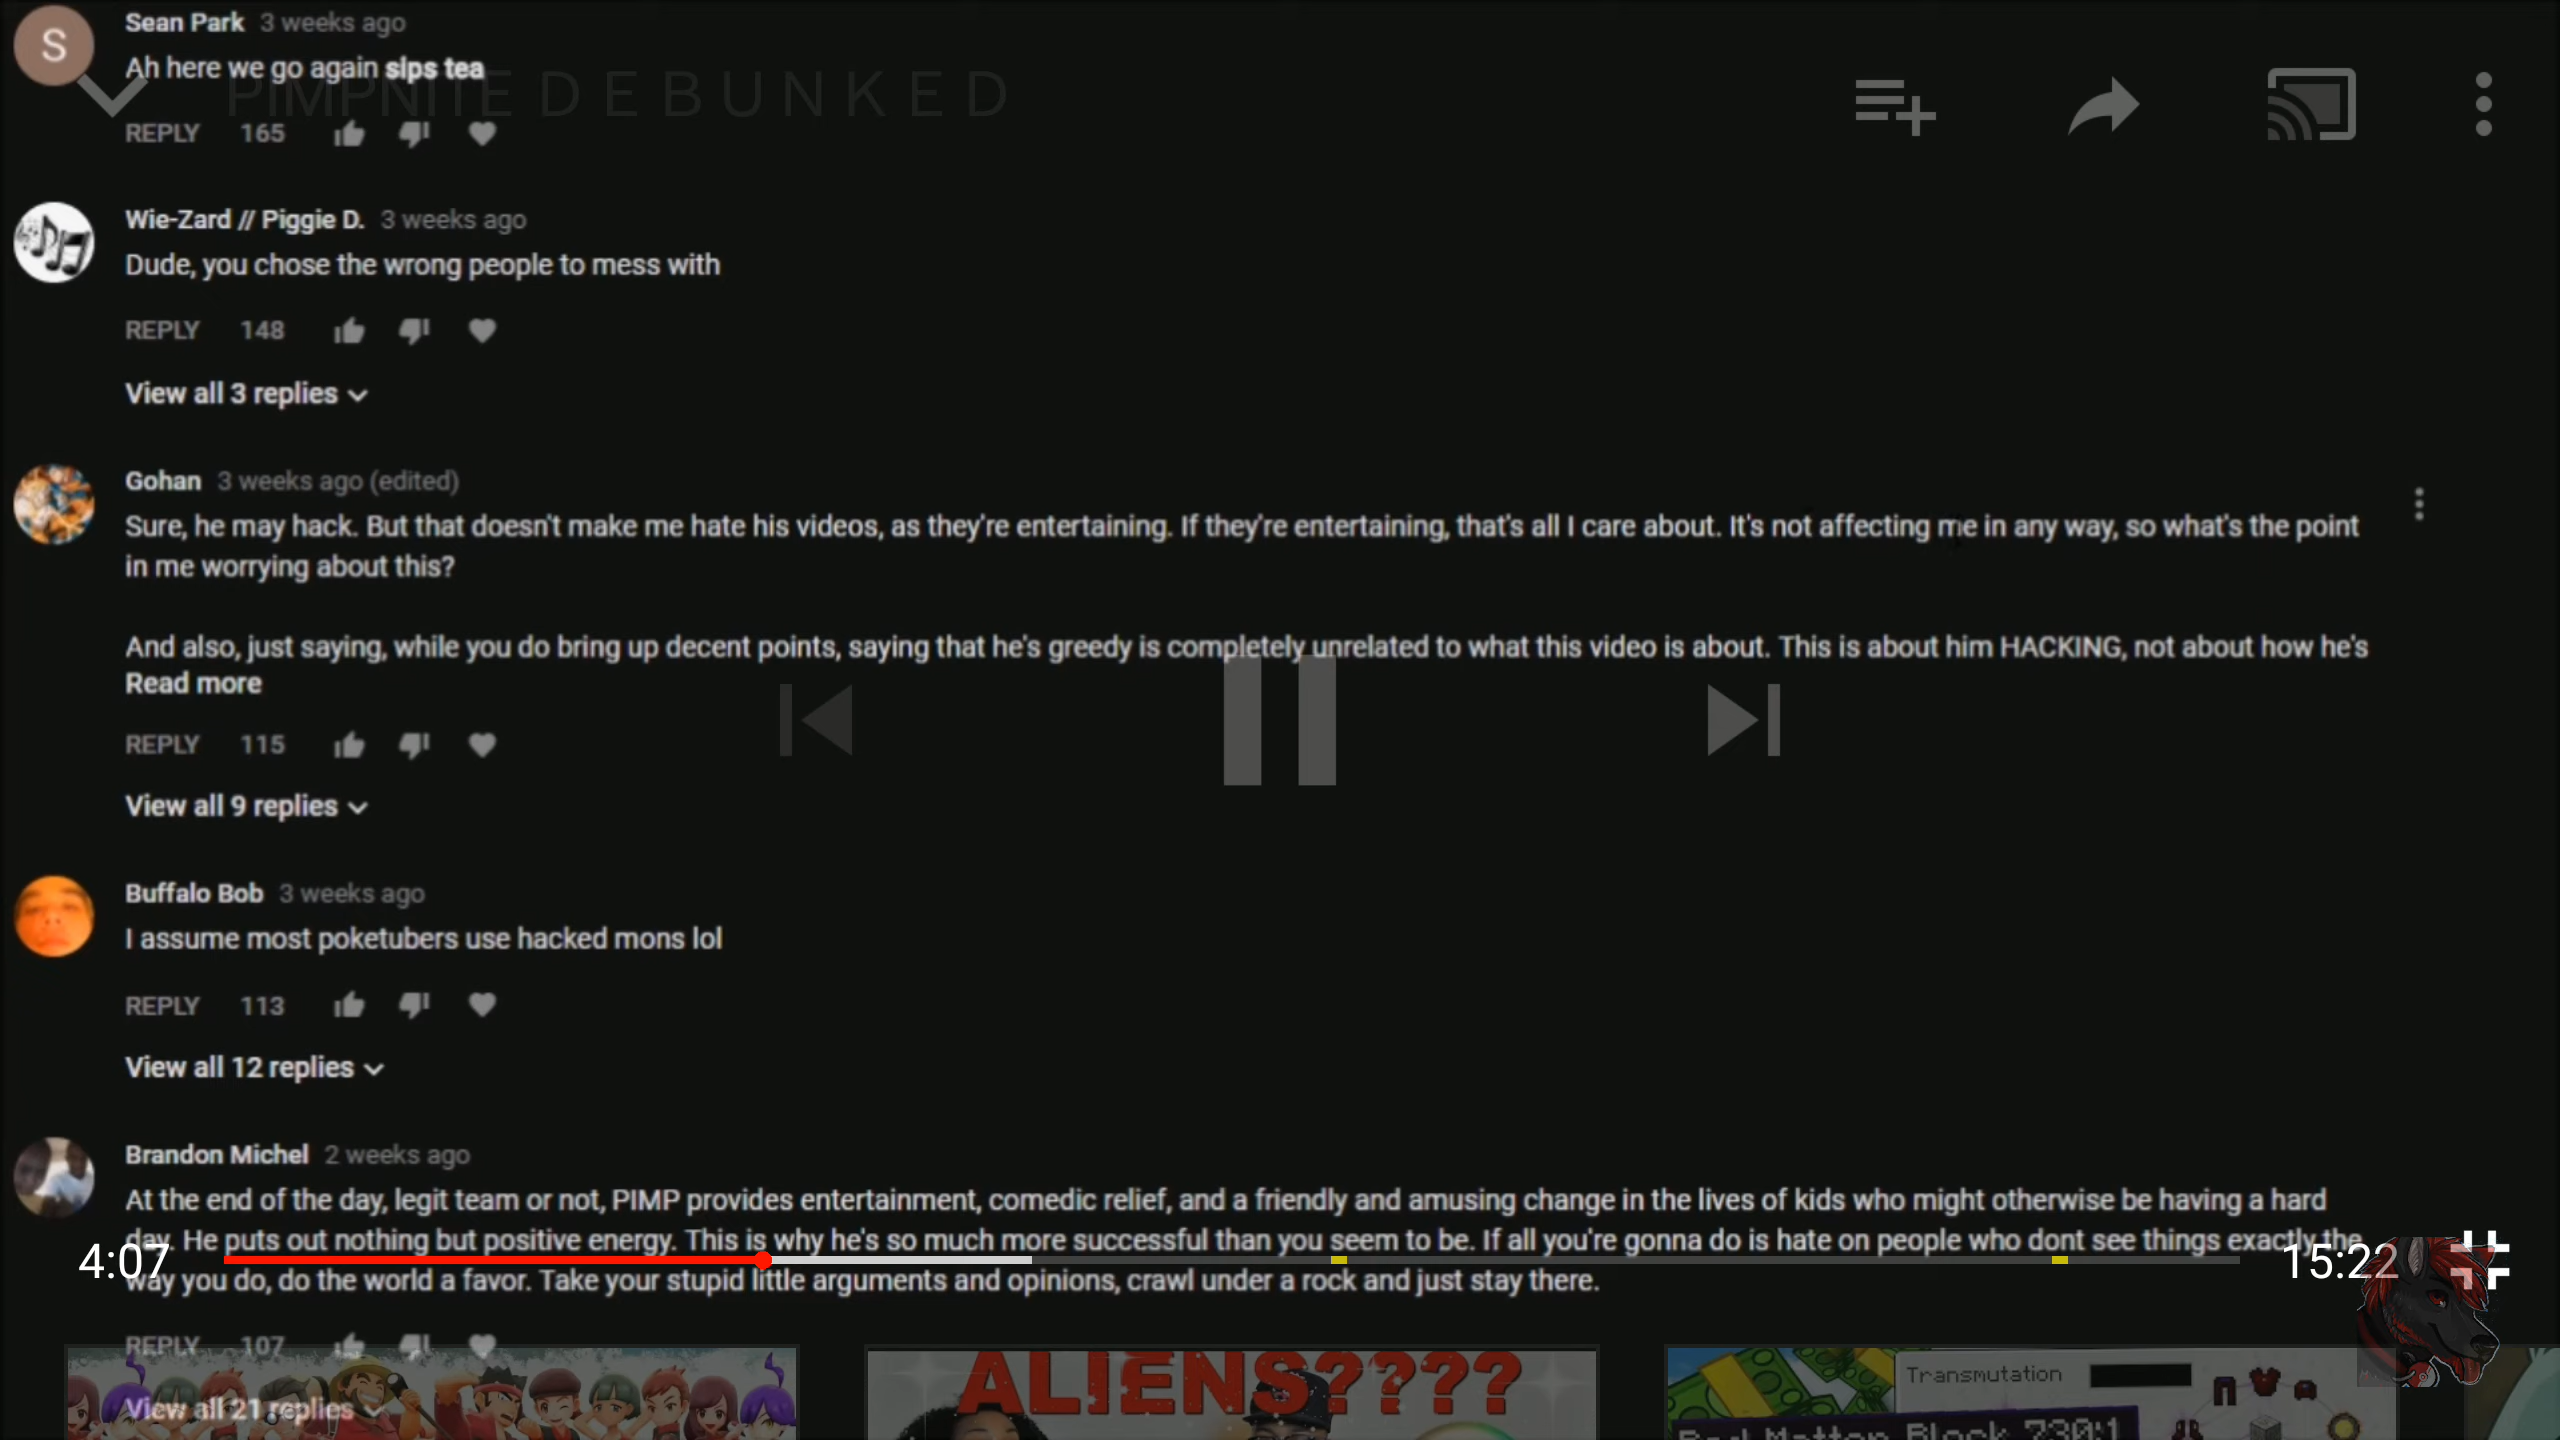 Sean Park 3 weeks ago
S
Ah here we go again sips tea
PIMPNITE D E B U N K E D
REPLY 165
Wie-Zard // Piggie D. 3 weeks ago
Dude, you chose the wrong people to mess with
REPLY 148
View all 3 replies
Gohan 3 weeks ago (edited)
Sure, he may hack. But that doesn't make me hate his videos, as they're entertaining. If they're entertaining, that's all I care about. It's not affecting me in any way, so what's the point
in me worrying about this?
And also, just saying, while you do bring up decent points, saying that he's greedy is completely unrelated to what this video is about. This is about him HACKING, not about how he's
Read more
REPLY 115
View all 9 replies
Buffalo Bob 3 weeks ago
I assume most poketubers use hacked mons lol
REPLY 113
View all 12 replies
Brandon Michel 2 weeks ago
At the end of the day, legit team or not, PIMP provides entertainment, comedic relief, and a friendly and amusing change in the lives of kids who might otherwise be having a hard
day. He puts out nothing but positive energy. This is why he's so much more successful than you seem to be. If all you're gonna do is hate on people who dont see things exactly the
4:07 15:22
way you do, do the world a favor. Take your stupid little arguments and opinions, crawl under a rock and just stay there.
REPLY 107
View all 21 replies
ALIENS????
Transmutation
Red Matter Block 730:1